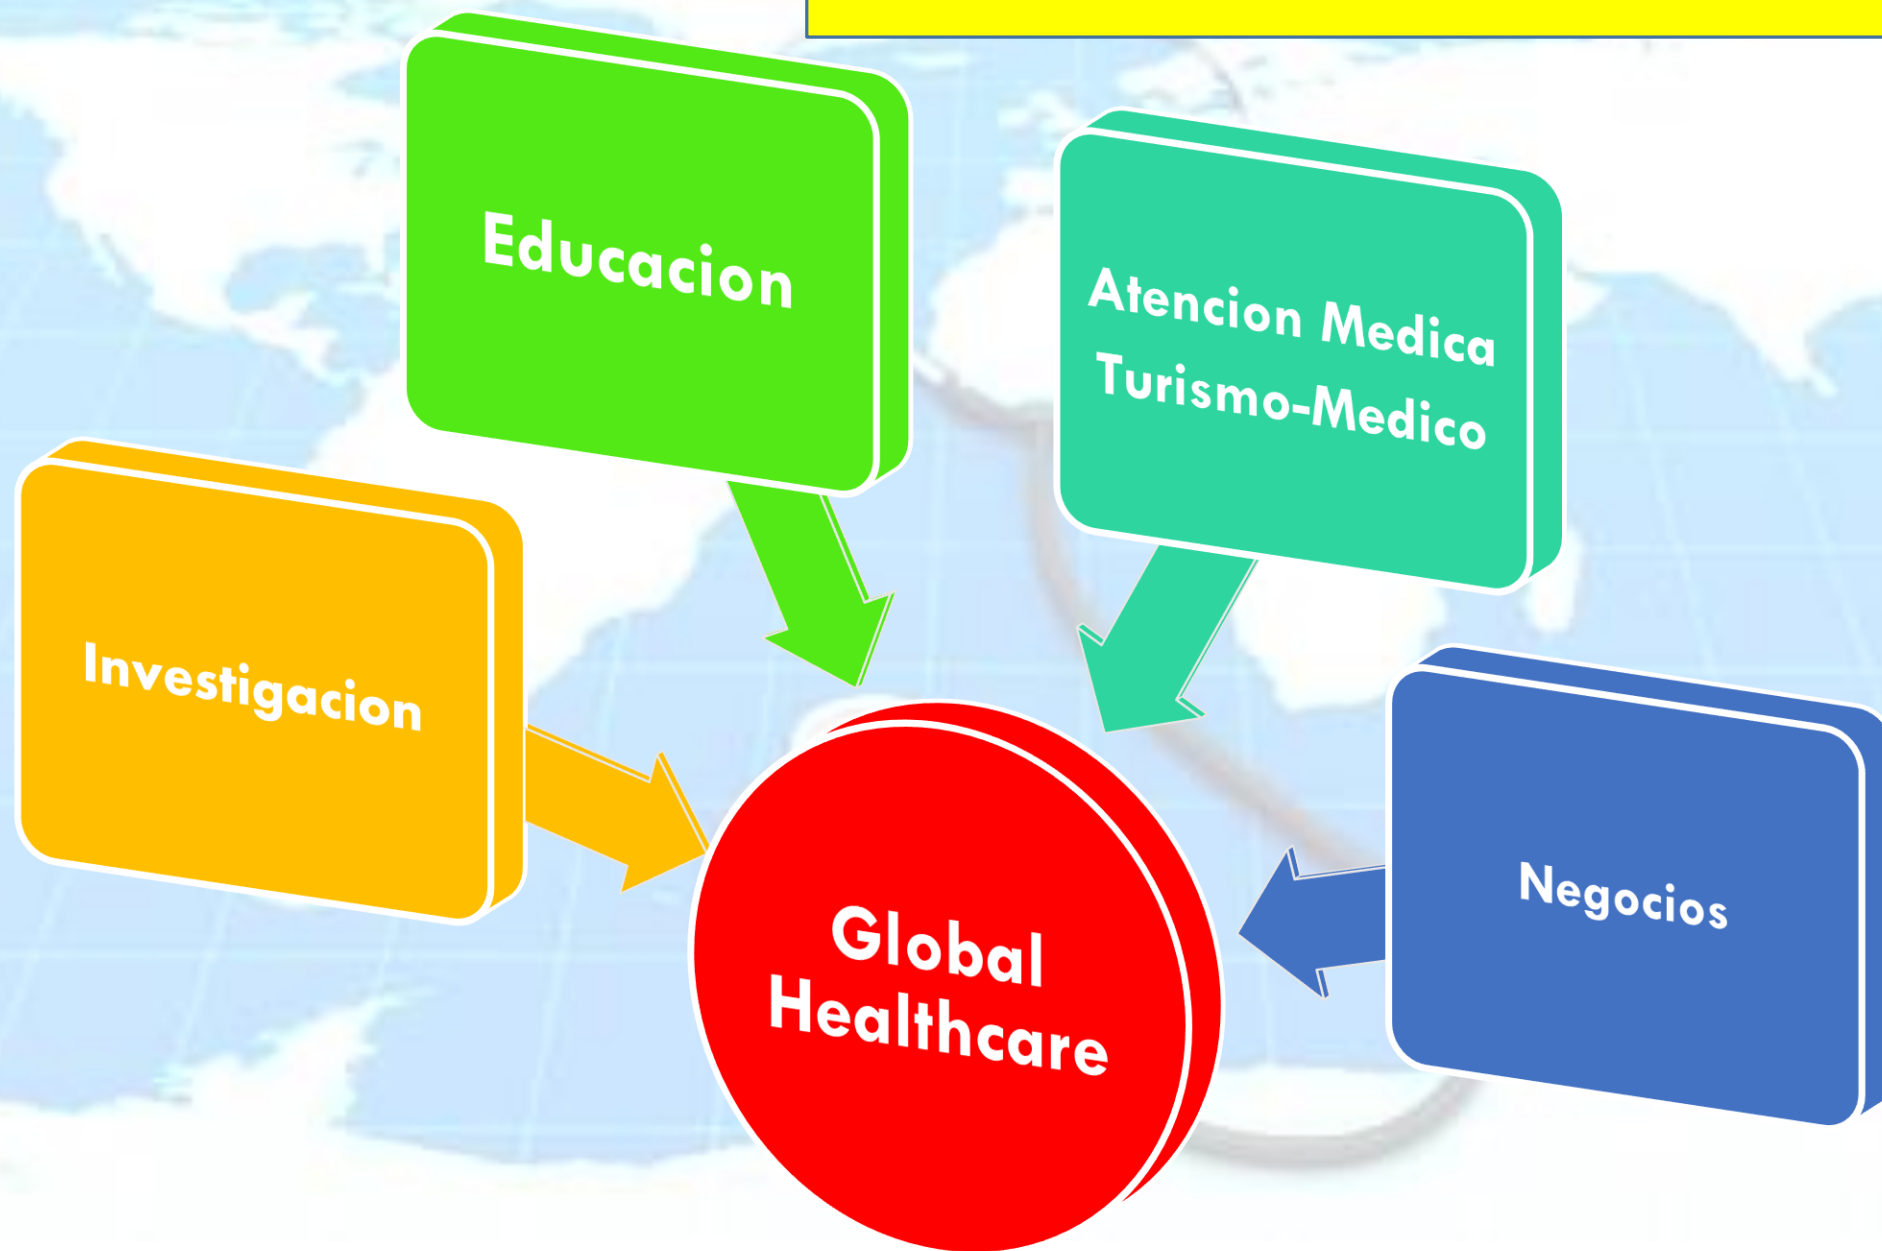 Educacion
Atencion Medica
Turismo-Medico
Investigacion
Negocios
Global
Healthcare